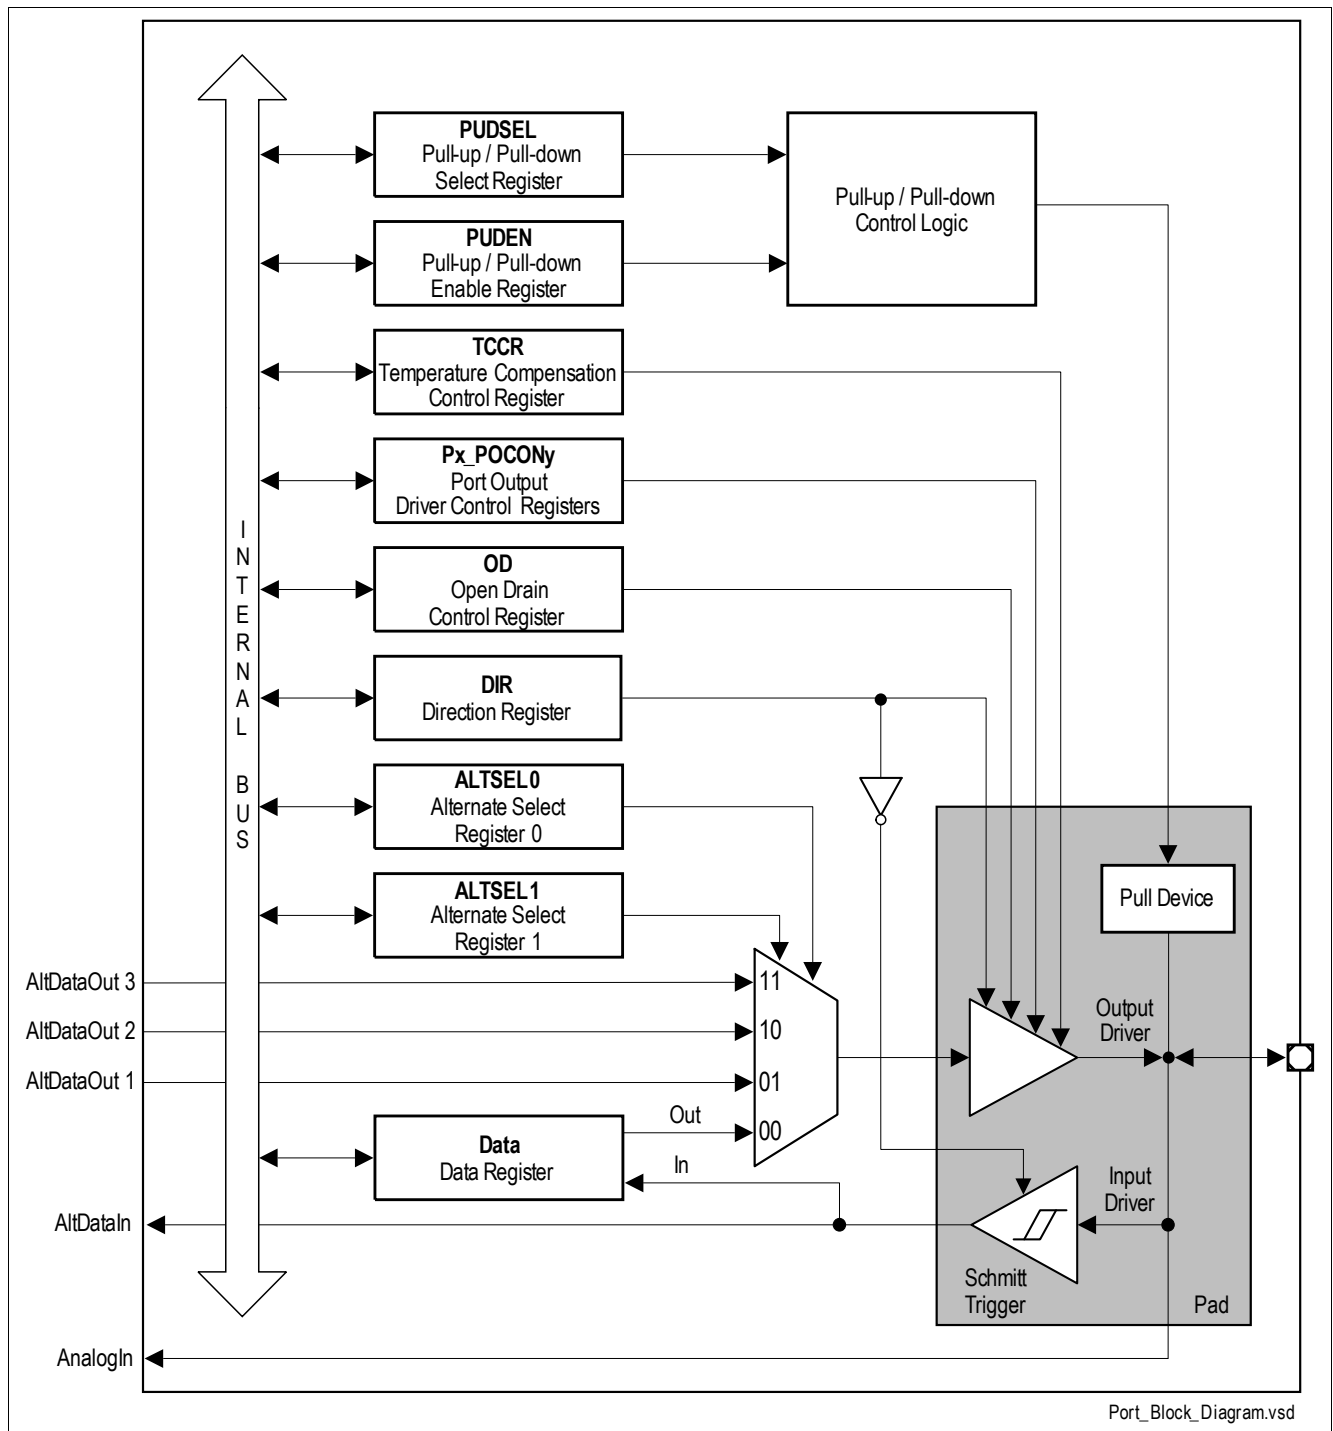 PUDSEL
Pull-up / Pull-down
Select Register
Pull-up / Pull-down
Control Logic
PUDEN
Pull-up / Pull-down
Enable Register
TCCR
Temperature Compensation
Control Register
Px_POCONy
Port Output
Driver Control Registers
INTERNAL BUS
OD
Open Drain
Control Register
DIR
Direction Register
ALTSEL0
Alternate Select
Register 0
ALTSEL1
Alternate Select
Register 1
Pull Device
AltDataOut 3
11
AltDataOut 2
10
Output
Driver
AltDataOut 1
01
Out
00
Data
Data Register
In
Input
Driver
AltDataIn
Schmitt
Trigger
Pad
AnalogIn
Port_Block_Diagram.vsd